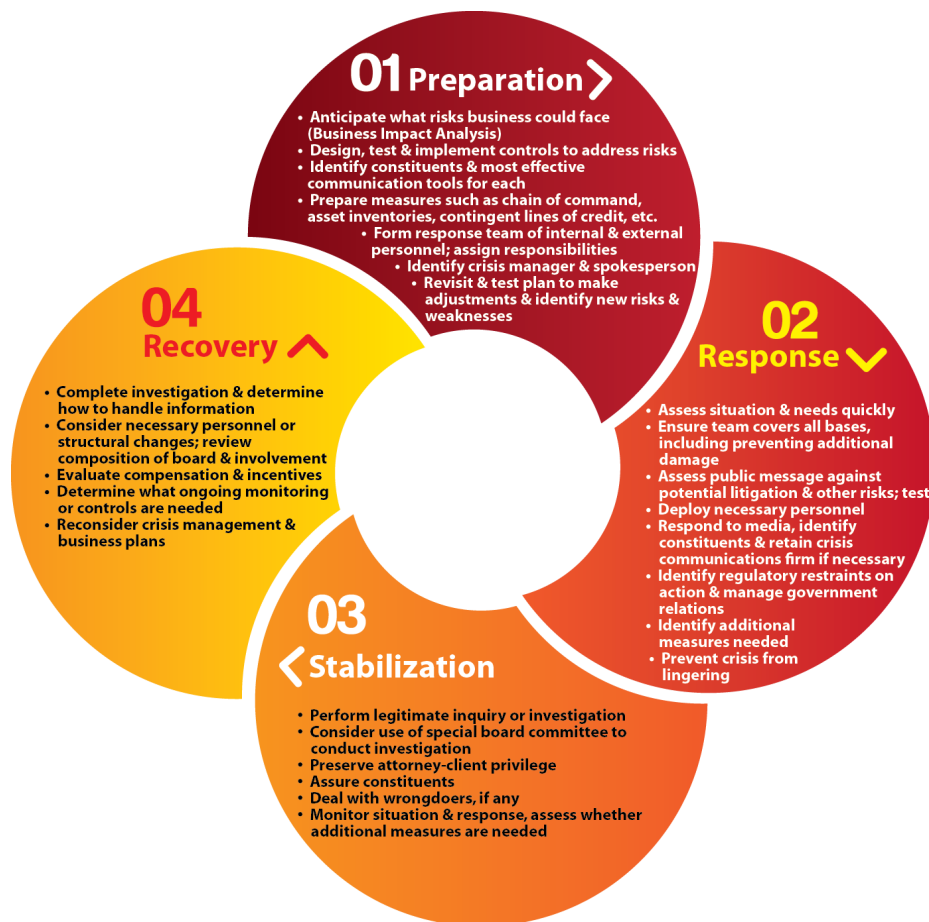 01 Preparation
• Anticipate what risks business could face
(Business Impact Analysis)
• Design, test & implement controls to address risks
• Identify constituents & most effective
communication tools for each
• Prepare measures such as chain of command,
asset inventories, contingent lines of credit, etc.
• Form response team of internal & external
personnel; assign responsibilities
• Identify crisis manager & spokesperson
• Revisit & test plan to make
adjustments & identify new risks &
weaknesses
02
Response
• Assess situation & needs quickly
• Ensure team covers all bases,
including preventing additional
damage
• Assess public message against
potential litigation & other risks; test
• Deploy necessary personnel
• Respond to media, identify
constituents & retain crisis
communications firm if necessary
• Identify regulatory restraints on
action & manage government
relations
• Identify additional
measures needed
• Prevent crisis from
lingering
03
Stabilization
• Perform legitimate inquiry or investigation
• Consider use of special board committee to
conduct investigation
• Preserve attorney-client privilege
• Assure constituents
• Deal with wrongdoers, if any
• Monitor situation & response, assess whether
additional measures are needed
04
Recovery
• Complete investigation & determine
how to handle information
• Consider necessary personnel or
structural changes; review
composition of board & involvement
• Evaluate compensation & incentives
• Determine what ongoing monitoring
or controls are needed
• Reconsider crisis management &
business plans